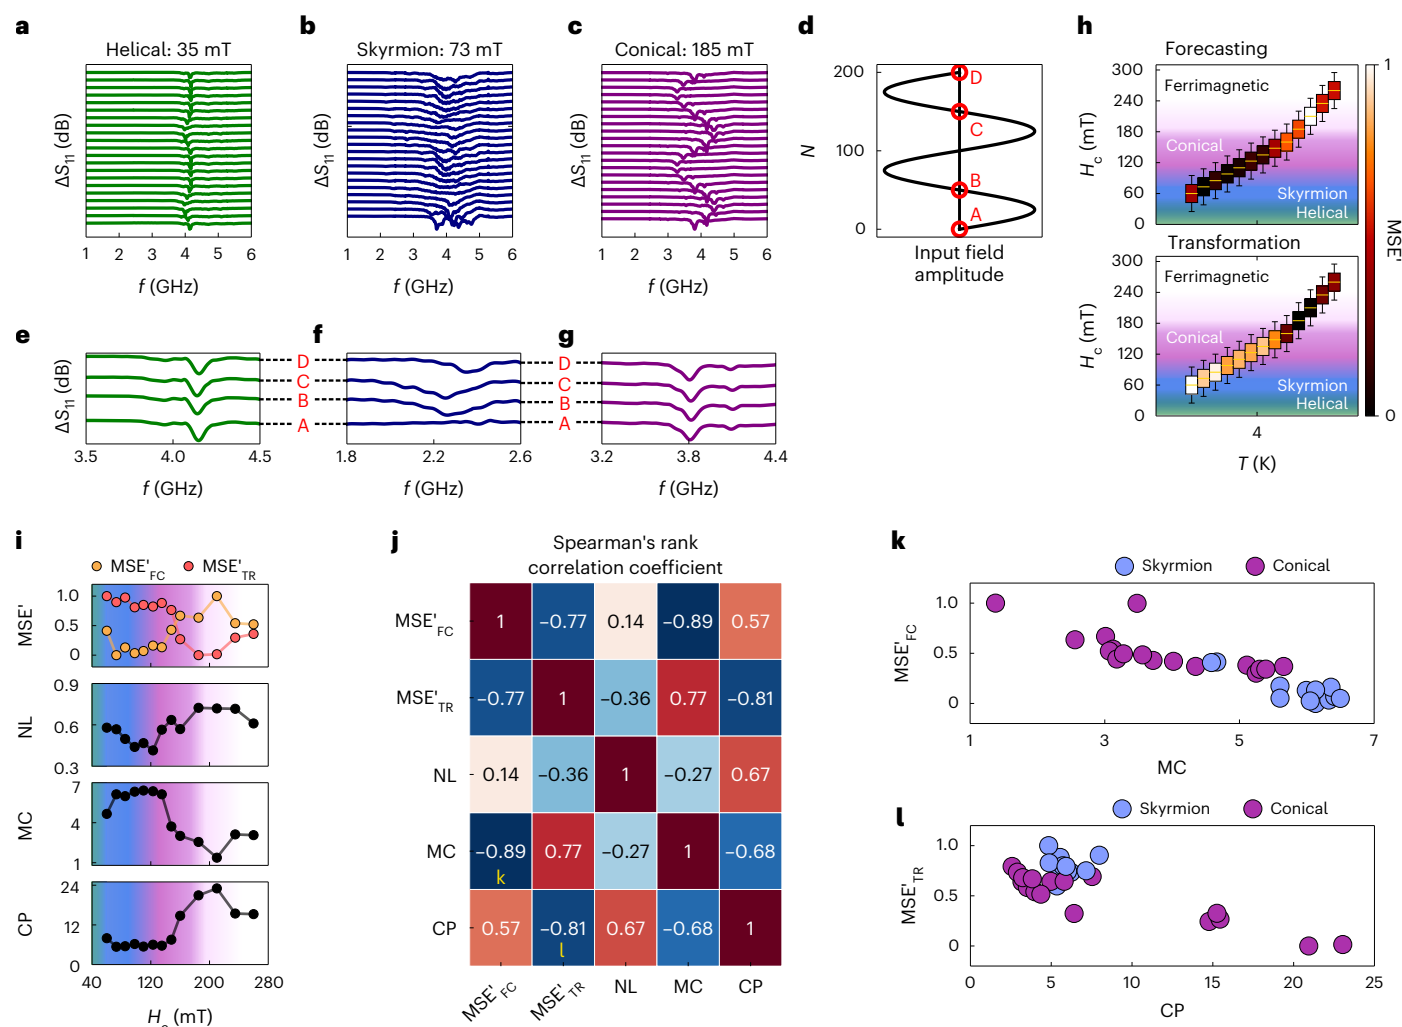 a
Helical: 35 mT
ΔS11 (dB)
1 2 3 4 5 6
f (GHz)
b
Skyrmion: 73 mT
ΔS11 (dB)
1 2 3 4 5 6
f (GHz)
c
Conical: 185 mT
ΔS11 (dB)
1 2 3 4 5 6
f (GHz)
d
200
100
0
N
D
C
B
A
Input field
amplitude
e
ΔS11 (dB)
3.5 4.0 4.5
f (GHz)
D
C
B
A
f
1.8 2.2 2.6
f (GHz)
D
C
B
A
g
3.2 3.8 4.4
f (GHz)
h
Forecasting
300
240
180
120
60
0
Hc (mT)
Ferrimagnetic
Conical
Skyrmion
Helical
Transformation
300
240
180
120
60
0
Hc (mT)
Ferrimagnetic
Conical
Skyrmion
Helical
4
T (K)
1
0
MSE'
i
MSE'FC MSE'TR
MSE'
1.0
0.5
0
NL
0.9
0.6
0.3
MC
7
4
1
CP
24
12
0
40 120 200 280
Hc (mT)
j
Spearman's rank
correlation coefficient
MSE'FC 1 −0.77 0.14 −0.89 0.57
MSE'TR −0.77 1 −0.36 0.77 −0.81
NL 0.14 −0.36 1 −0.27 0.67
MC −0.89 0.77 −0.27 1 −0.68
k
CP 0.57 −0.81 0.67 −0.68 1
l
MSE'FC MSE'TR NL MC CP
k
Skyrmion Conical
MSE'FC
1.0
0.5
0
1 3 5 7
MC
l
Skyrmion Conical
MSE'TR
1.0
0.5
0
0 5 10 15 20 25
CP